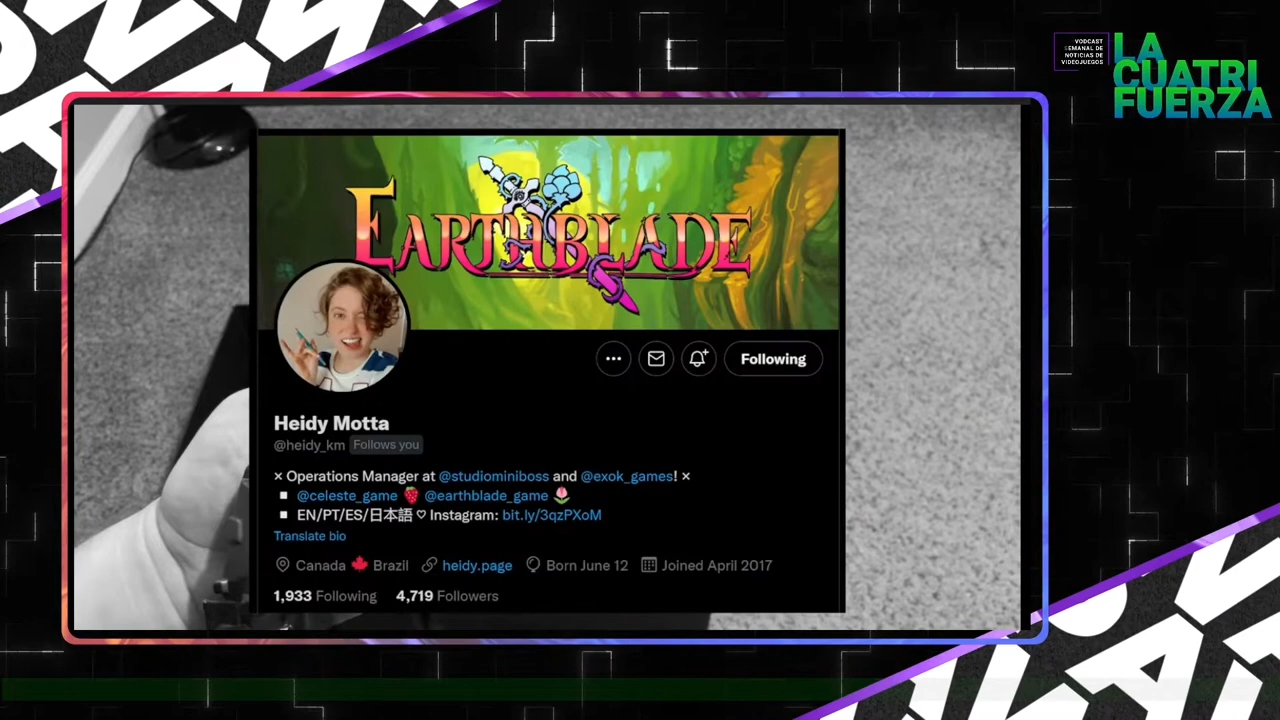 VODCAST
SEMANAL DE
NOTICIAS DE
VIDEOJUEGOS
LA
CUATRI
FUERZA
EARTHBLADE
Following
Heidy Motta
@heidy_km Follows you
× Operations Manager at @studiominiboss and @exok_games! ×
▪ @celeste_game 🍓 @earthblade_game 🌷
▪ EN/PT/ES/日本語 ♡ Instagram: bit.ly/3qzPXoM
Translate bio
Canada 🍁 Brazil heidy.page Born June 12 Joined April 2017
1,933 Following 4,719 Followers